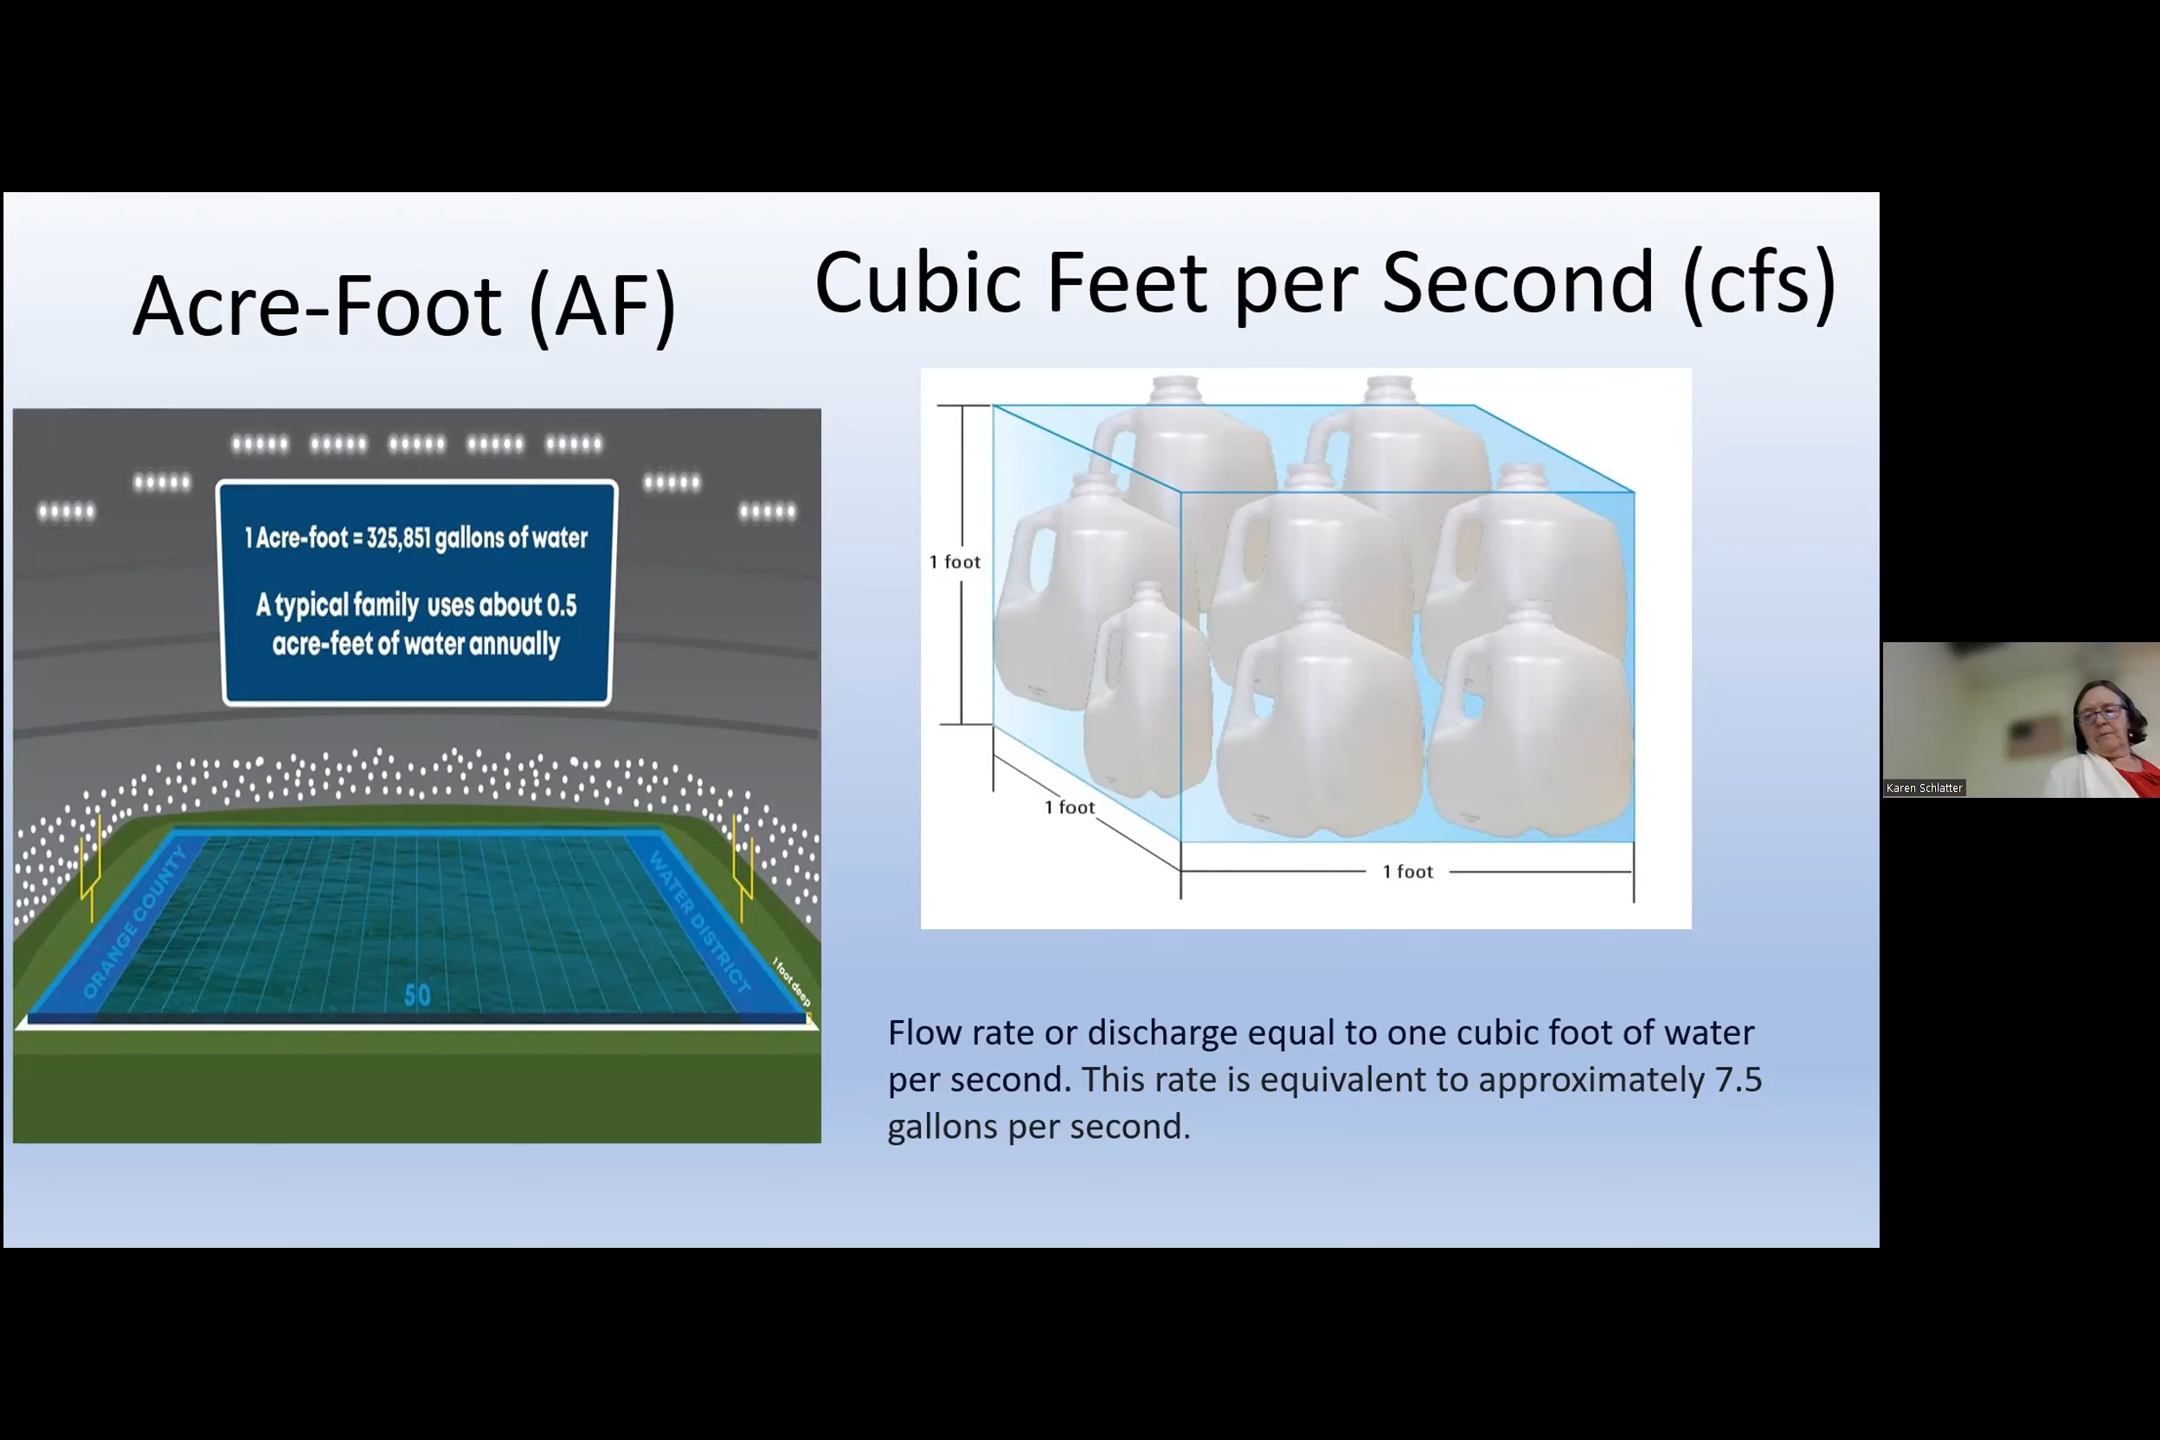 Acre-Foot (AF)
Cubic Feet per Second (cfs)
1 Acre-foot = 325,851 gallons of water
A typical family uses about 0.5
acre-feet of water annually
ORANGE COUNTY
WATER DISTRICT
1 foot deep
50
1 foot
1 foot
1 foot
Flow rate or discharge equal to one cubic foot of water
per second. This rate is equivalent to approximately 7.5
gallons per second.
Karen Schlatter